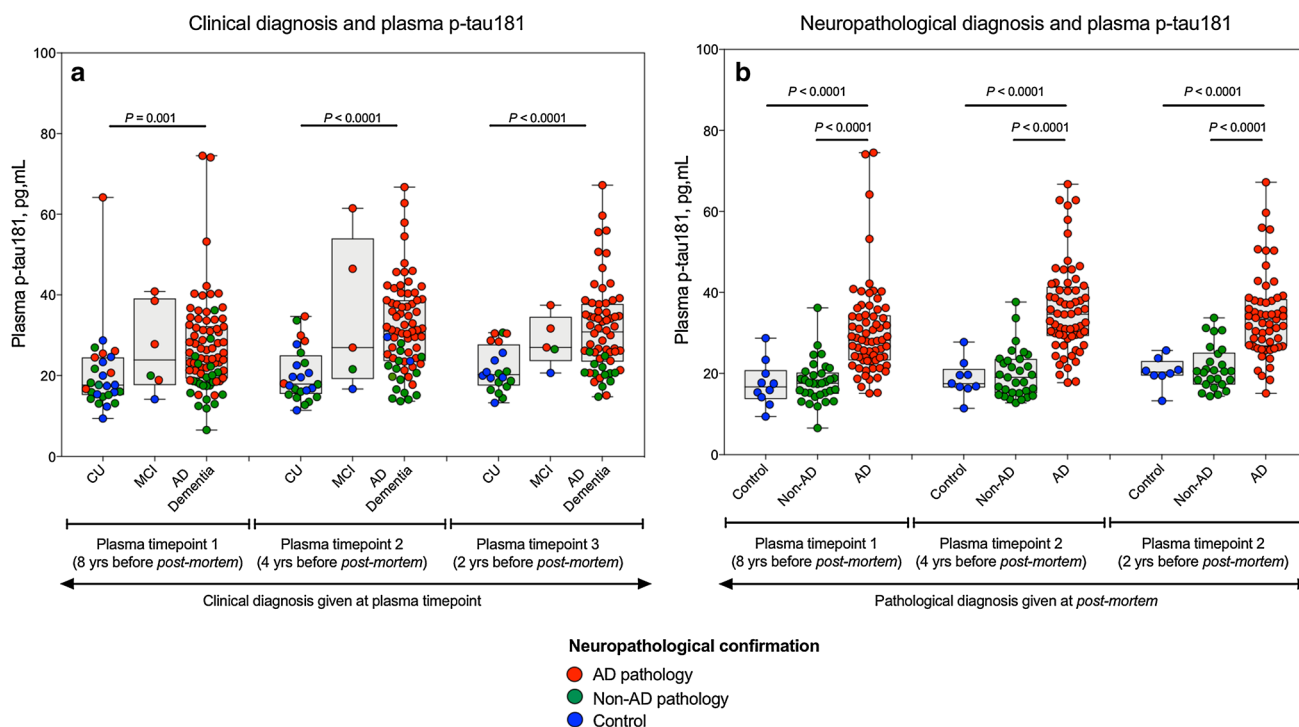 Clinical diagnosis and plasma p-tau181
a
Plasma p-tau181, pg,mL
100
80
60
40
20
0
P = 0.001
P < 0.0001
P < 0.0001
CU
MCI
AD
Dementia
CU
MCI
AD
Dementia
CU
MCI
AD
Dementia
Plasma timepoint 1
(8 yrs before post-mortem)
Plasma timepoint 2
(4 yrs before post-mortem)
Plasma timepoint 3
(2 yrs before post-mortem)
Clinical diagnosis given at plasma timepoint
Neuropathological diagnosis and plasma p-tau181
b
Plasma p-tau181, pg,mL
100
80
60
40
20
0
P < 0.0001
P < 0.0001
P < 0.0001
P < 0.0001
P < 0.0001
P < 0.0001
Control
Non-AD
AD
Control
Non-AD
AD
Control
Non-AD
AD
Plasma timepoint 1
(8 yrs before post-mortem)
Plasma timepoint 2
(4 yrs before post-mortem)
Plasma timepoint 2
(2 yrs before post-mortem)
Pathological diagnosis given at post-mortem
Neuropathological confirmation
AD pathology
Non-AD pathology
Control